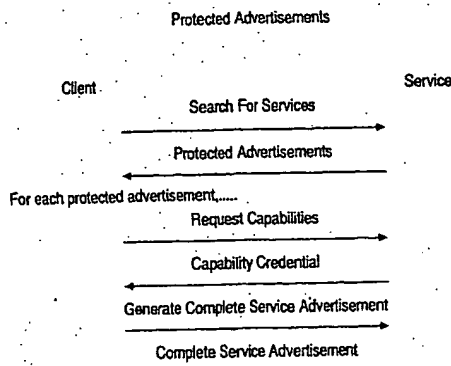 Protected Advertisements
Client
Service
Search For Services
Protected Advertisements
For each protected advertisement,.....
Request Capabilities
Capability Credential
Generate Complete Service Advertisement
Complete Service Advertisement